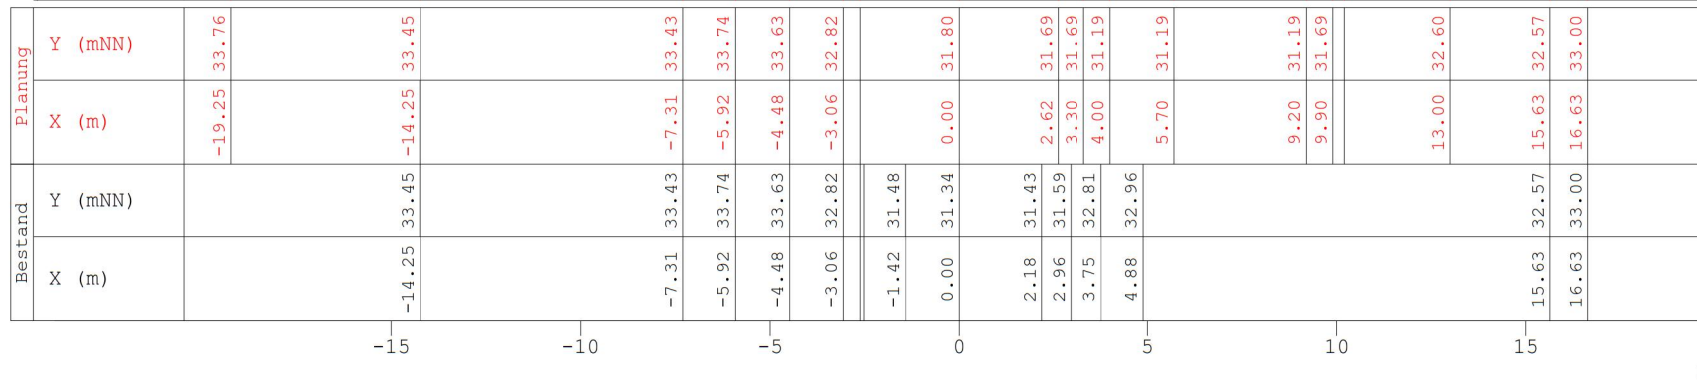 Planung
Y (mNN) 33.76 33.45 33.43 33.74 33.63 32.82 31.80 31.69 31.69 31.19 31.19 31.19 31.69 32.60 32.57 33.00
X (m) -19.25 -14.25 -7.31 -5.92 -4.48 -3.06 0.00 2.62 3.30 4.00 5.70 9.20 9.90 13.00 15.63 16.63
Bestand
Y (mNN) 33.45 33.43 33.74 33.63 32.82 31.48 31.34 31.43 31.59 32.81 32.96 32.57 33.00
X (m) -14.25 -7.31 -5.92 -4.48 -3.06 -1.42 0.00 2.18 2.96 3.75 4.88 15.63 16.63
-15 -10 -5 0 5 10 15